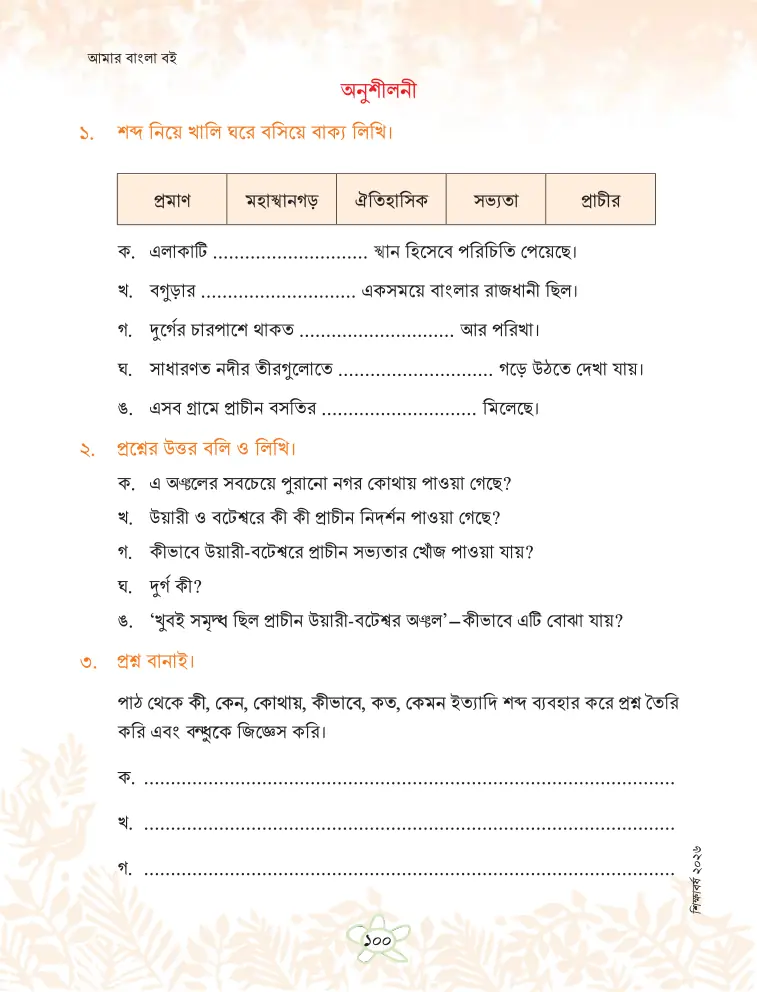 আমার বাংলা বই
অনুশীলনী
১. শব্দ নিয়ে খালি ঘরে বসিয়ে বাক্য লিখি।
প্রমাণ মহাস্থানগড় ঐতিহাসিক সভ্যতা প্রাচীর
ক. এলাকাটি ............................. স্থান হিসেবে পরিচিতি পেয়েছে।
খ. বগুড়ার ............................. একসময়ে বাংলার রাজধানী ছিল।
গ. দুর্গের চারপাশে থাকত ............................. আর পরিখা।
ঘ. সাধারণত নদীর তীরগুলোতে ............................. গড়ে উঠতে দেখা যায়।
ঙ. এসব গ্রামে প্রাচীন বসতির ............................. মিলেছে।
২. প্রশ্নের উত্তর বলি ও লিখি।
ক. এ অঞ্চলের সবচেয়ে পুরানো নগর কোথায় পাওয়া গেছে?
খ. উয়ারী ও বটেশ্বরে কী কী প্রাচীন নিদর্শন পাওয়া গেছে?
গ. কীভাবে উয়ারী-বটেশ্বরে প্রাচীন সভ্যতার খোঁজ পাওয়া যায়?
ঘ. দুর্গ কী?
ঙ. ‘খুবই সমৃদ্ধ ছিল প্রাচীন উয়ারী-বটেশ্বর অঞ্চল’–কীভাবে এটি বোঝা যায়?
৩. প্রশ্ন বানাই।
পাঠ থেকে কী, কেন, কোথায়, কীভাবে, কত, কেমন ইত্যাদি শব্দ ব্যবহার করে প্রশ্ন তৈরি
করি এবং বন্ধুকে জিজ্ঞেস করি।
ক. ....................................................................................................
খ. ....................................................................................................
গ. ....................................................................................................
শিক্ষাবর্ষ ২০২৬
১০০